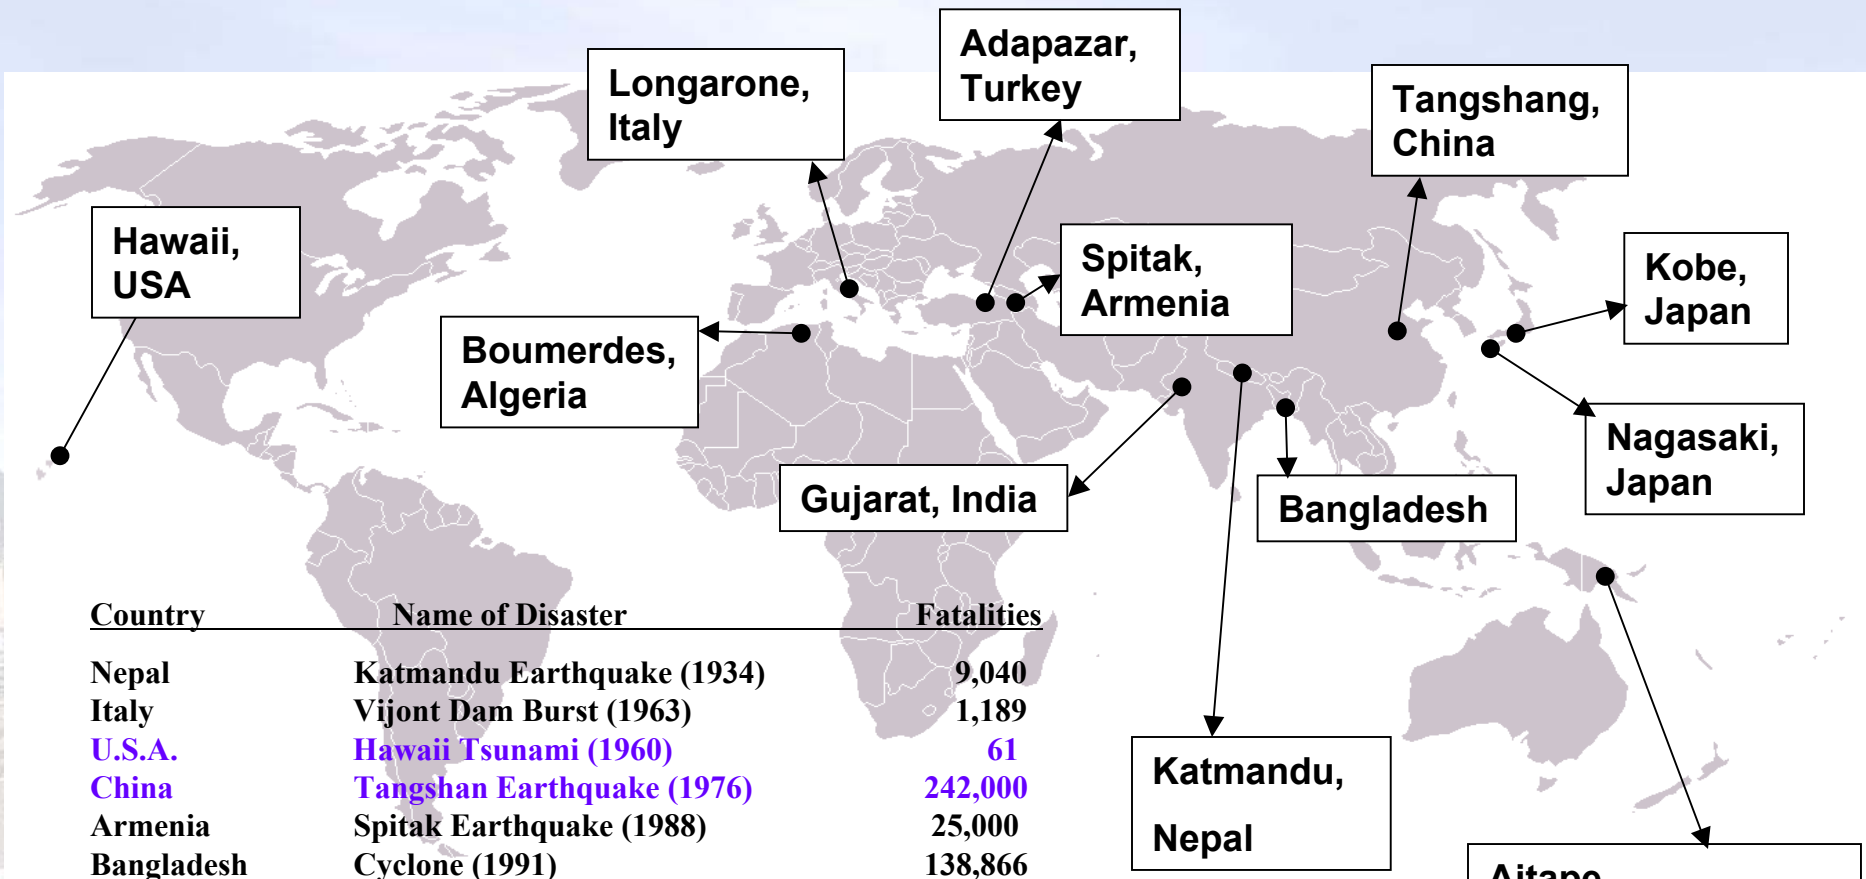 Adapazar,
Turkey
Longarone,
Italy
Tangshang,
China
Hawaii,
USA
Spitak,
Armenia
Kobe,
Japan
Boumerdes,
Algeria
Nagasaki,
Japan
Gujarat, India
Bangladesh
Country Name of Disaster Fatalities
Nepal Katmandu Earthquake (1934) 9,040
Italy Vijont Dam Burst (1963) 1,189
U.S.A. Hawaii Tsunami (1960) 61
China Tangshan Earthquake (1976) 242,000
Armenia Spitak Earthquake (1988) 25,000
Bangladesh Cyclone (1991) 138,866
Katmandu,
Nepal
Aitape